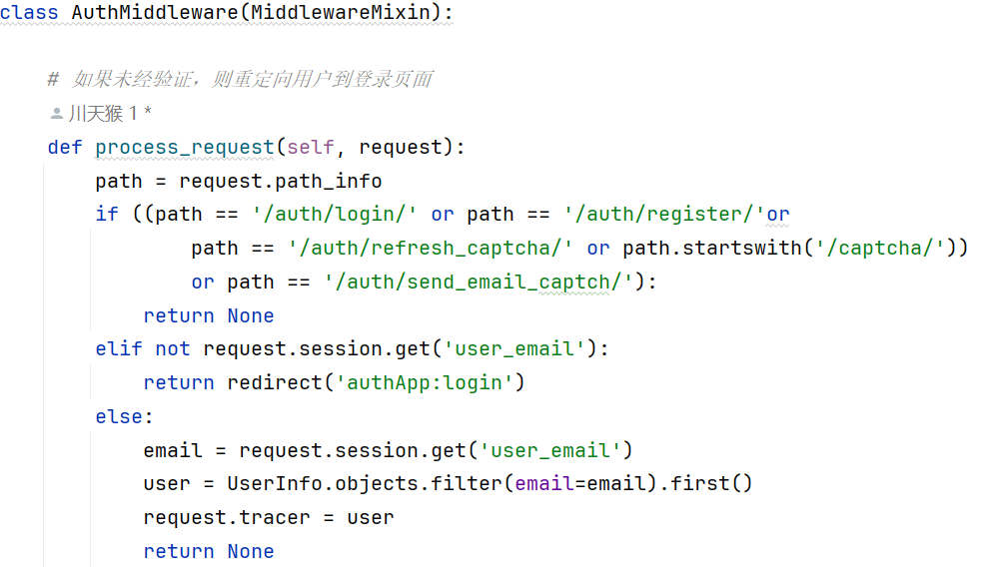 class AuthMiddleware(MiddlewareMixin):
# 如果未经验证，则重定向用户到登录页面
川天猴 1 *
def process_request(self, request):
path = request.path_info
if ((path == '/auth/login/' or path == '/auth/register/'or
path == '/auth/refresh_captcha/' or path.startswith('/captcha/'))
or path == '/auth/send_email_captch/'):
return None
elif not request.session.get('user_email'):
return redirect('authApp:login')
else:
email = request.session.get('user_email')
user = UserInfo.objects.filter(email=email).first()
request.tracer = user
return None